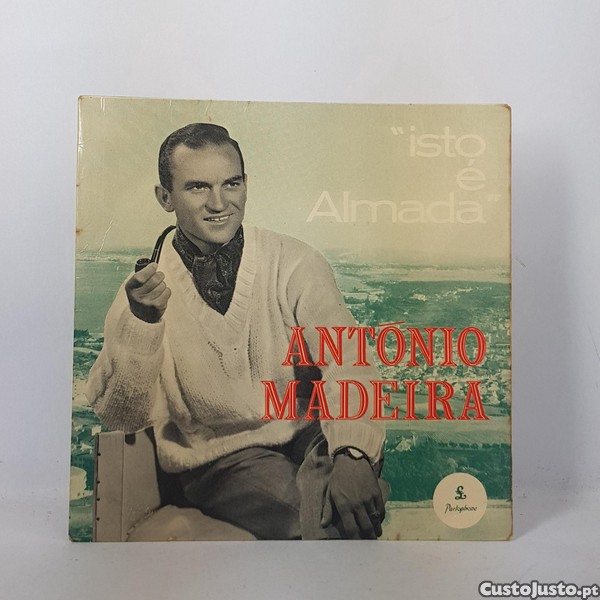 "isto
é
Almada"
ANTÓNIO
MADEIRA
£
Parlophone
CustoJusto.pt